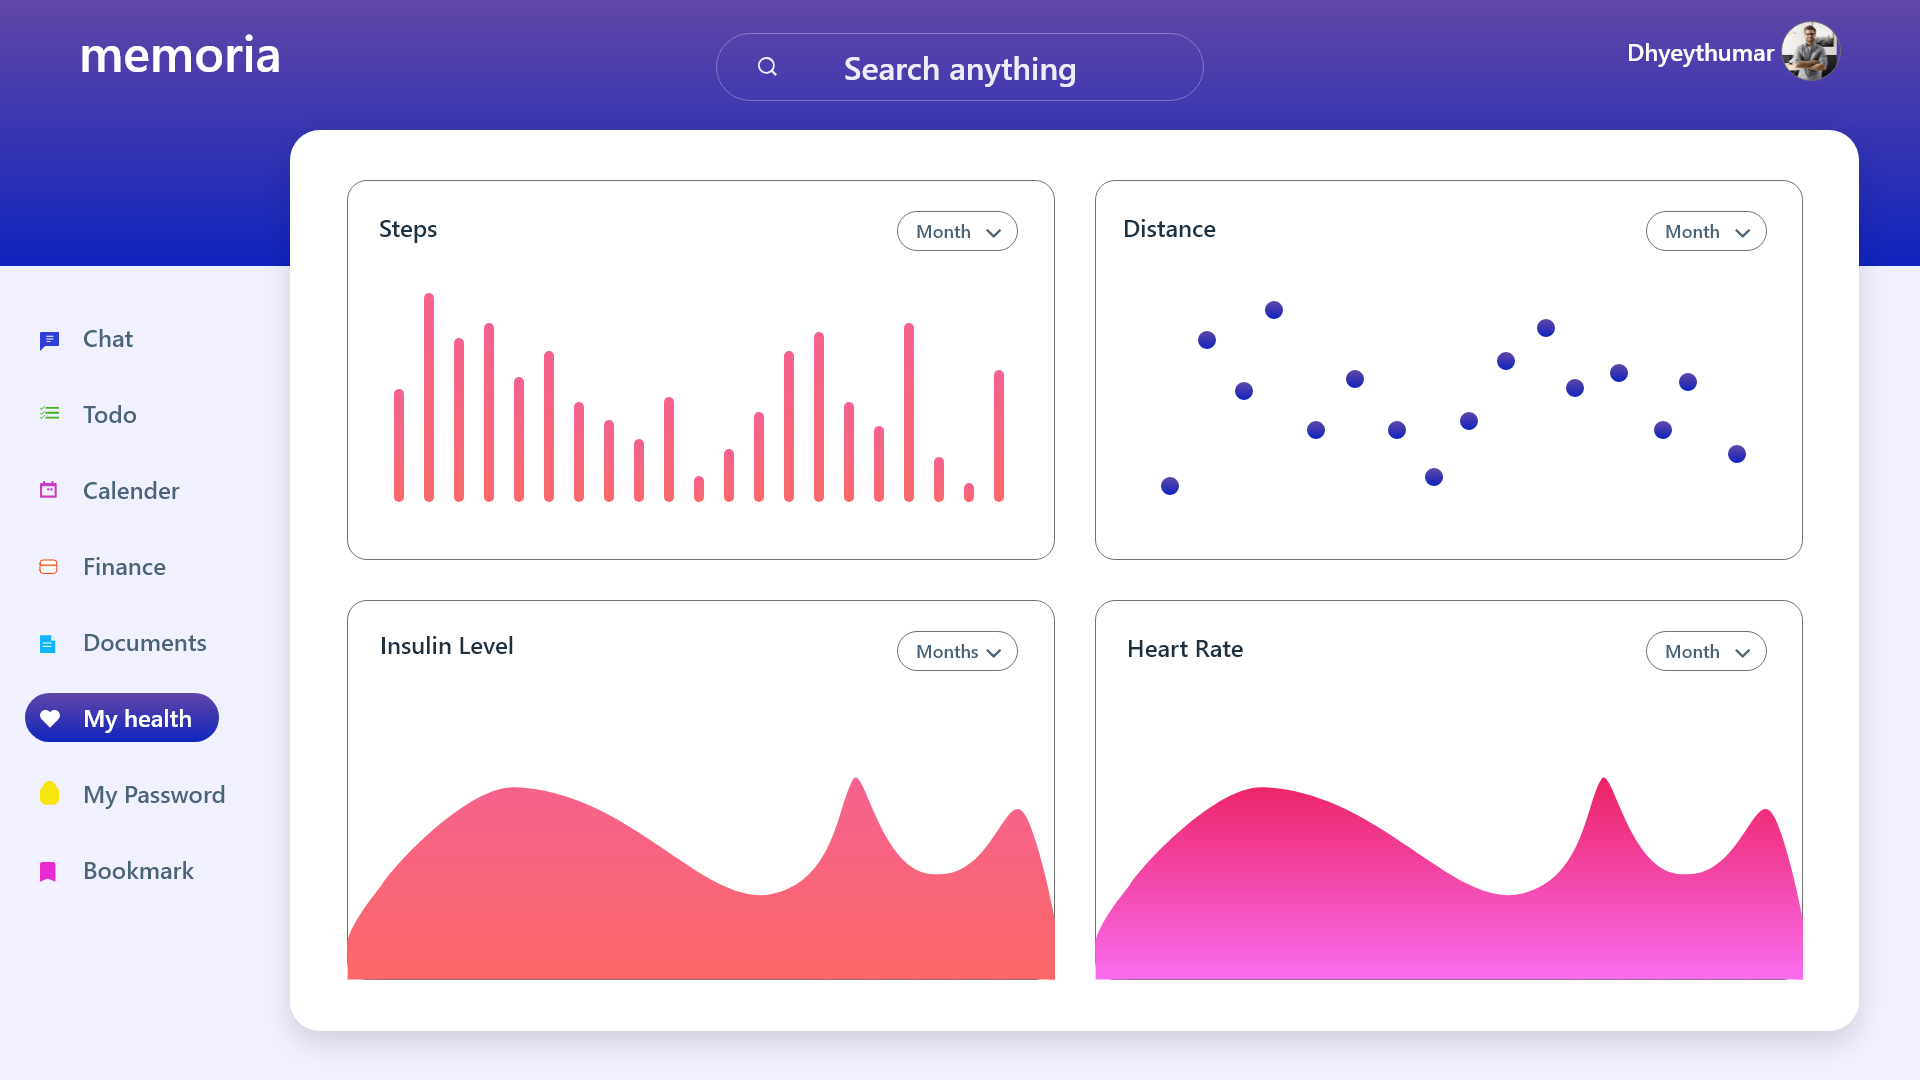 memoria
Search anything
Dhyeythumar
Chat
Todo
Calender
Finance
Documents
My health
My Password
Bookmark
Steps
Month
Distance
Month
Insulin Level
Months
Heart Rate
Month